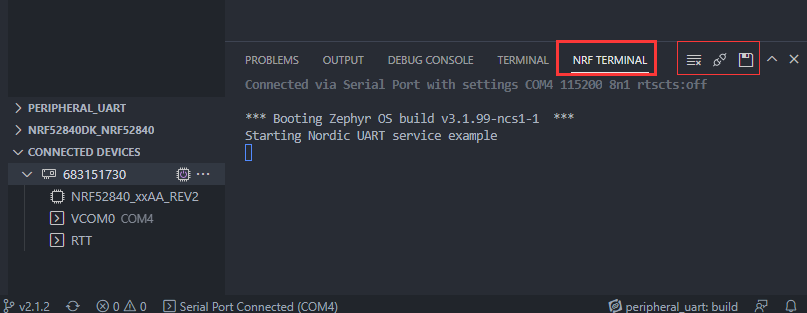 PROBLEMS OUTPUT DEBUG CONSOLE TERMINAL NRF TERMINAL
Connected via Serial Port with settings COM4 115200 8n1 rtscts:off
*** Booting Zephyr OS build v3.1.99-ncs1-1  ***
Starting Nordic UART service example
PERIPHERAL_UART
NRF52840DK_NRF52840
CONNECTED DEVICES
683151730
NRF52840_xxAA_REV2
VCOM0 COM4
RTT
v2.1.2 0 0 Serial Port Connected (COM4) peripheral_uart: build